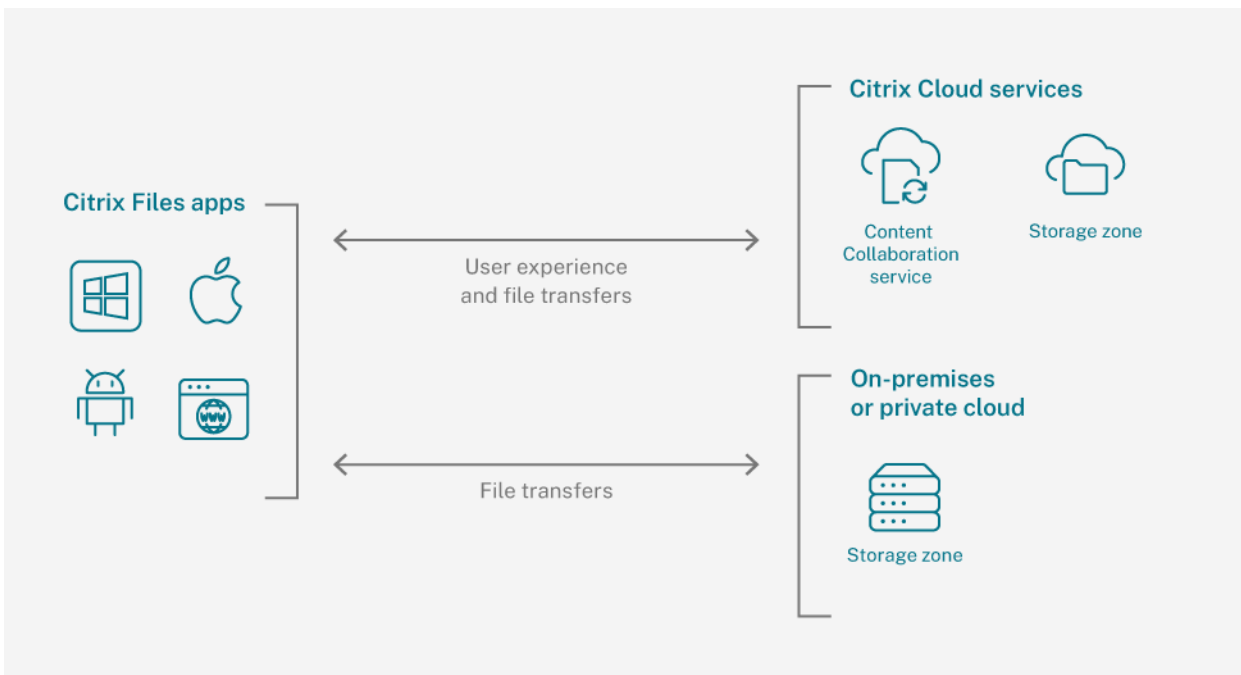 Citrix Cloud services
Content
Collaboration
service
Storage zone
Citrix Files apps
WWW
User experience
and file transfers
On-premises
or private cloud
Storage zone
File transfers